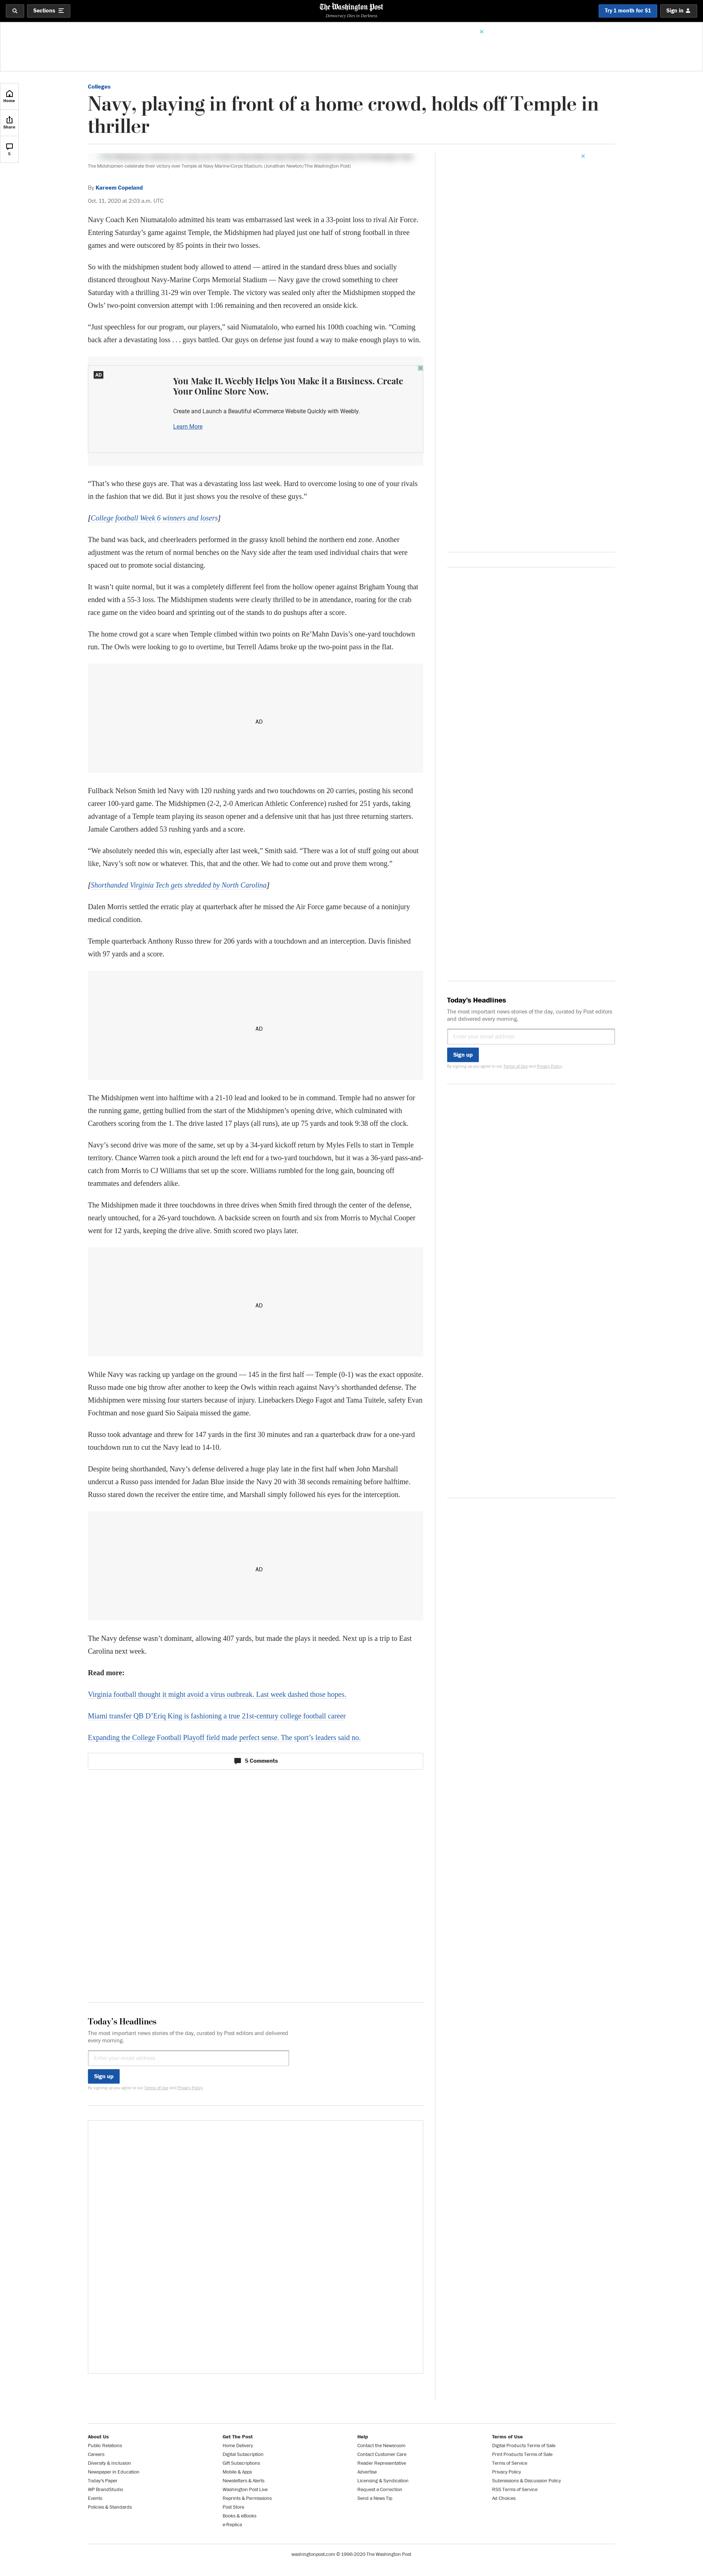 Sections
The Washington Post
Democracy Dies in Darkness
Try 1 month for $1
Sign in
Home
Share
5
Colleges
Navy, playing in front of a home crowd, holds off Temple in
thriller
The Midshipmen celebrate their victory over Temple at Navy-Marine Corps Stadium. (Jonathan Newton/The Washington Post)
By Kareem Copeland
Oct. 11, 2020 at 2:03 a.m. UTC
Navy Coach Ken Niumatalolo admitted his team was embarrassed last week in a 33-point loss to rival Air Force.
Entering Saturday’s game against Temple, the Midshipmen had played just one half of strong football in three
games and were outscored by 85 points in their two losses.
So with the midshipmen student body allowed to attend — attired in the standard dress blues and socially
distanced throughout Navy-Marine Corps Memorial Stadium — Navy gave the crowd something to cheer
Saturday with a thrilling 31-29 win over Temple. The victory was sealed only after the Midshipmen stopped the
Owls’ two-point conversion attempt with 1:06 remaining and then recovered an onside kick.
“Just speechless for our program, our players,” said Niumatalolo, who earned his 100th coaching win. “Coming
back after a devastating loss . . . guys battled. Our guys on defense just found a way to make enough plays to win.
AD
You Make It. Weebly Helps You Make it a Business. Create
Your Online Store Now.
Create and Launch a Beautiful eCommerce Website Quickly with Weebly.
Learn More
“That’s who these guys are. That was a devastating loss last week. Hard to overcome losing to one of your rivals
in the fashion that we did. But it just shows you the resolve of these guys.”
[College football Week 6 winners and losers]
The band was back, and cheerleaders performed in the grassy knoll behind the northern end zone. Another
adjustment was the return of normal benches on the Navy side after the team used individual chairs that were
spaced out to promote social distancing.
It wasn’t quite normal, but it was a completely different feel from the hollow opener against Brigham Young that
ended with a 55-3 loss. The Midshipmen students were clearly thrilled to be in attendance, roaring for the crab
race game on the video board and sprinting out of the stands to do pushups after a score.
The home crowd got a scare when Temple climbed within two points on Re’Mahn Davis’s one-yard touchdown
run. The Owls were looking to go to overtime, but Terrell Adams broke up the two-point pass in the flat.
AD
Fullback Nelson Smith led Navy with 120 rushing yards and two touchdowns on 20 carries, posting his second
career 100-yard game. The Midshipmen (2-2, 2-0 American Athletic Conference) rushed for 251 yards, taking
advantage of a Temple team playing its season opener and a defensive unit that has just three returning starters.
Jamale Carothers added 53 rushing yards and a score.
“We absolutely needed this win, especially after last week,” Smith said. “There was a lot of stuff going out about
like, Navy’s soft now or whatever. This, that and the other. We had to come out and prove them wrong.”
[Shorthanded Virginia Tech gets shredded by North Carolina]
Dalen Morris settled the erratic play at quarterback after he missed the Air Force game because of a noninjury
medical condition.
Temple quarterback Anthony Russo threw for 206 yards with a touchdown and an interception. Davis finished
with 97 yards and a score.
AD
The Midshipmen went into halftime with a 21-10 lead and looked to be in command. Temple had no answer for
the running game, getting bullied from the start of the Midshipmen’s opening drive, which culminated with
Carothers scoring from the 1. The drive lasted 17 plays (all runs), ate up 75 yards and took 9:38 off the clock.
Navy’s second drive was more of the same, set up by a 34-yard kickoff return by Myles Fells to start in Temple
territory. Chance Warren took a pitch around the left end for a two-yard touchdown, but it was a 36-yard pass-and-
catch from Morris to CJ Williams that set up the score. Williams rumbled for the long gain, bouncing off
teammates and defenders alike.
The Midshipmen made it three touchdowns in three drives when Smith fired through the center of the defense,
nearly untouched, for a 26-yard touchdown. A backside screen on fourth and six from Morris to Mychal Cooper
went for 12 yards, keeping the drive alive. Smith scored two plays later.
AD
While Navy was racking up yardage on the ground — 145 in the first half — Temple (0-1) was the exact opposite.
Russo made one big throw after another to keep the Owls within reach against Navy’s shorthanded defense. The
Midshipmen were missing four starters because of injury. Linebackers Diego Fagot and Tama Tuitele, safety Evan
Fochtman and nose guard Sio Saipaia missed the game.
Russo took advantage and threw for 147 yards in the first 30 minutes and ran a quarterback draw for a one-yard
touchdown run to cut the Navy lead to 14-10.
Despite being shorthanded, Navy’s defense delivered a huge play late in the first half when John Marshall
undercut a Russo pass intended for Jadan Blue inside the Navy 20 with 38 seconds remaining before halftime.
Russo stared down the receiver the entire time, and Marshall simply followed his eyes for the interception.
AD
The Navy defense wasn’t dominant, allowing 407 yards, but made the plays it needed. Next up is a trip to East
Carolina next week.
Read more:
Virginia football thought it might avoid a virus outbreak. Last week dashed those hopes.
Miami transfer QB D’Eriq King is fashioning a true 21st-century college football career
Expanding the College Football Playoff field made perfect sense. The sport’s leaders said no.
5 Comments
Today’s Headlines
The most important news stories of the day, curated by Post editors and delivered
every morning.
Enter your email address
Sign up
By signing up you agree to our Terms of Use and Privacy Policy
Today’s Headlines
The most important news stories of the day, curated by Post editors
and delivered every morning.
Enter your email address
Sign up
By signing up you agree to our Terms of Use and Privacy Policy
About Us
Public Relations
Careers
Diversity & Inclusion
Newspaper in Education
Today’s Paper
WP BrandStudio
Events
Policies & Standards
Get The Post
Home Delivery
Digital Subscription
Gift Subscriptions
Mobile & Apps
Newsletters & Alerts
Washington Post Live
Reprints & Permissions
Post Store
Books & eBooks
e-Replica
Help
Contact the Newsroom
Contact Customer Care
Reader Representative
Advertise
Licensing & Syndication
Request a Correction
Send a News Tip
Terms of Use
Digital Products Terms of Sale
Print Products Terms of Sale
Terms of Service
Privacy Policy
Submissions & Discussion Policy
RSS Terms of Service
Ad Choices
washingtonpost.com © 1996-2020 The Washington Post